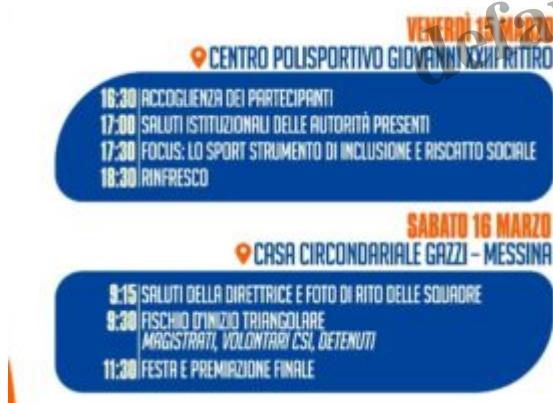 VENERDÌ 15 MARZO
CENTRO POLISPORTIVO GIOVANNI XXIII RITIRO
16:30 ACCOGLIENZA DEI PARTECIPANTI
17:00 SALUTI ISTITUZIONALI DELLE AUTORITÀ PRESENTI
17:30 FOCUS: LO SPORT STRUMENTO DI INCLUSIONE E RISCATTO SOCIALE
18:30 RINFRESCO
SABATO 16 MARZO
CASA CIRCONDARIALE GAZZI - MESSINA
9:15 SALUTI DELLA DIRETTRICE E FOTO DI RITO DELLE SQUADRE
9:30 FISCHIO D'INIZIO TRIANGOLARE
MAGISTRATI, VOLONTARI CSI, DETENUTI
11:30 FESTA E PREMIAZIONE FINALE